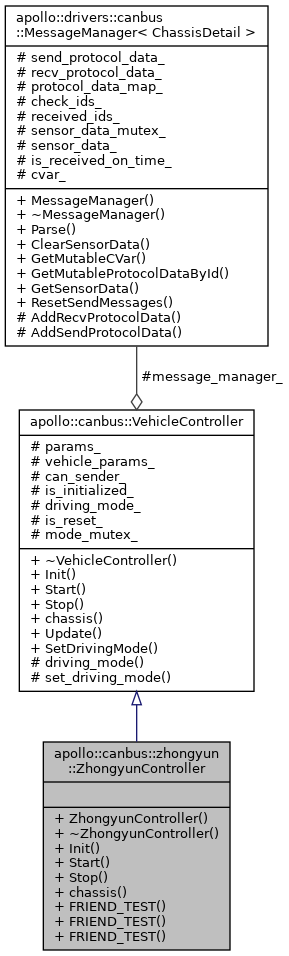 apollo::drivers::canbus
::MessageManager< ChassisDetail >
# send_protocol_data_
# recv_protocol_data_
# protocol_data_map_
# check_ids_
# received_ids_
# sensor_data_mutex_
# sensor_data_
# is_received_on_time_
# cvar_
+ MessageManager()
+ ~MessageManager()
+ Parse()
+ ClearSensorData()
+ GetMutableCVar()
+ GetMutableProtocolDataById()
+ GetSensorData()
+ ResetSendMessages()
# AddRecvProtocolData()
# AddSendProtocolData()
#message_manager_
apollo::canbus::VehicleController
# params_
# vehicle_params_
# can_sender_
# is_initialized_
# driving_mode_
# is_reset_
# mode_mutex_
+ ~VehicleController()
+ Init()
+ Start()
+ Stop()
+ chassis()
+ Update()
+ SetDrivingMode()
# driving_mode()
# set_driving_mode()
apollo::canbus::zhongyun
::ZhongyunController
+ ZhongyunController()
+ ~ZhongyunController()
+ Init()
+ Start()
+ Stop()
+ chassis()
+ FRIEND_TEST()
+ FRIEND_TEST()
+ FRIEND_TEST()